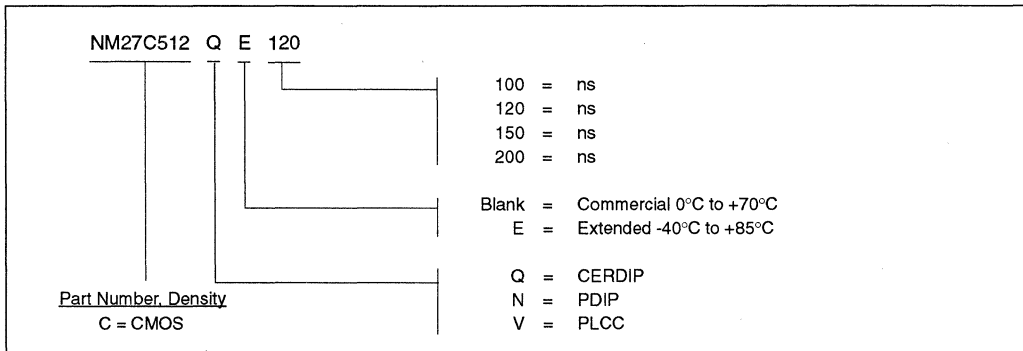 NM27C512 Q E 120
100 = ns
120 = ns
150 = ns
200 = ns
Blank = Commercial 0°C to +70°C
E = Extended -40°C to +85°C
Q = CERDIP
N = PDIP
V = PLCC
Part Number, Density
C = CMOS